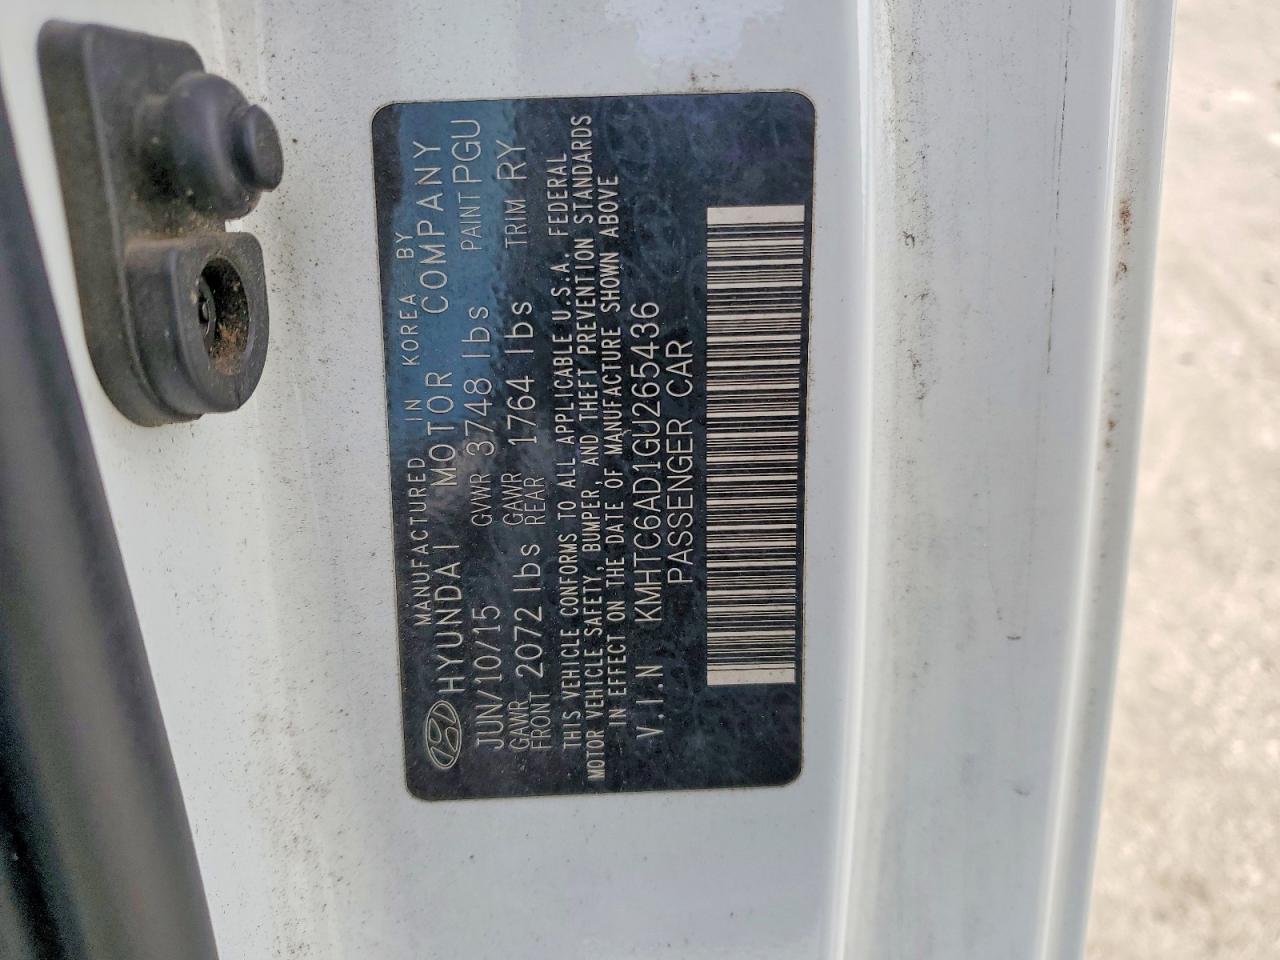 MANUFACTURED IN KOREA BY
HYUNDAI MOTOR COMPANY
JUN/10/15 GVWR 3748 lbs PAINT PGU
GAWR FRONT 2072 lbs GAWR REAR 1764 lbs TRIM RY
THIS VEHICLE CONFORMS TO ALL APPLICABLE U.S.A. FEDERAL
MOTOR VEHICLE SAFETY, BUMPER, AND THEFT PREVENTION STANDARDS
IN EFFECT ON THE DATE OF MANUFACTURE SHOWN ABOVE
V.I.N KMHTC6AD1GU265436
PASSENGER CAR